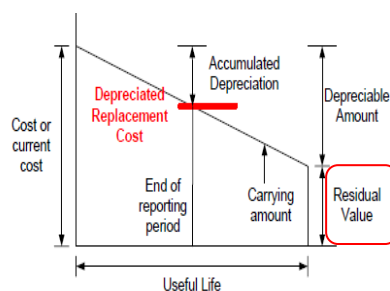 Cost or
current
cost
Depreciated
Replacement
Cost
Accumulated
Depreciation
Depreciable
Amount
End of
reporting
period
Carrying
amount
Residual
Value
Useful Life